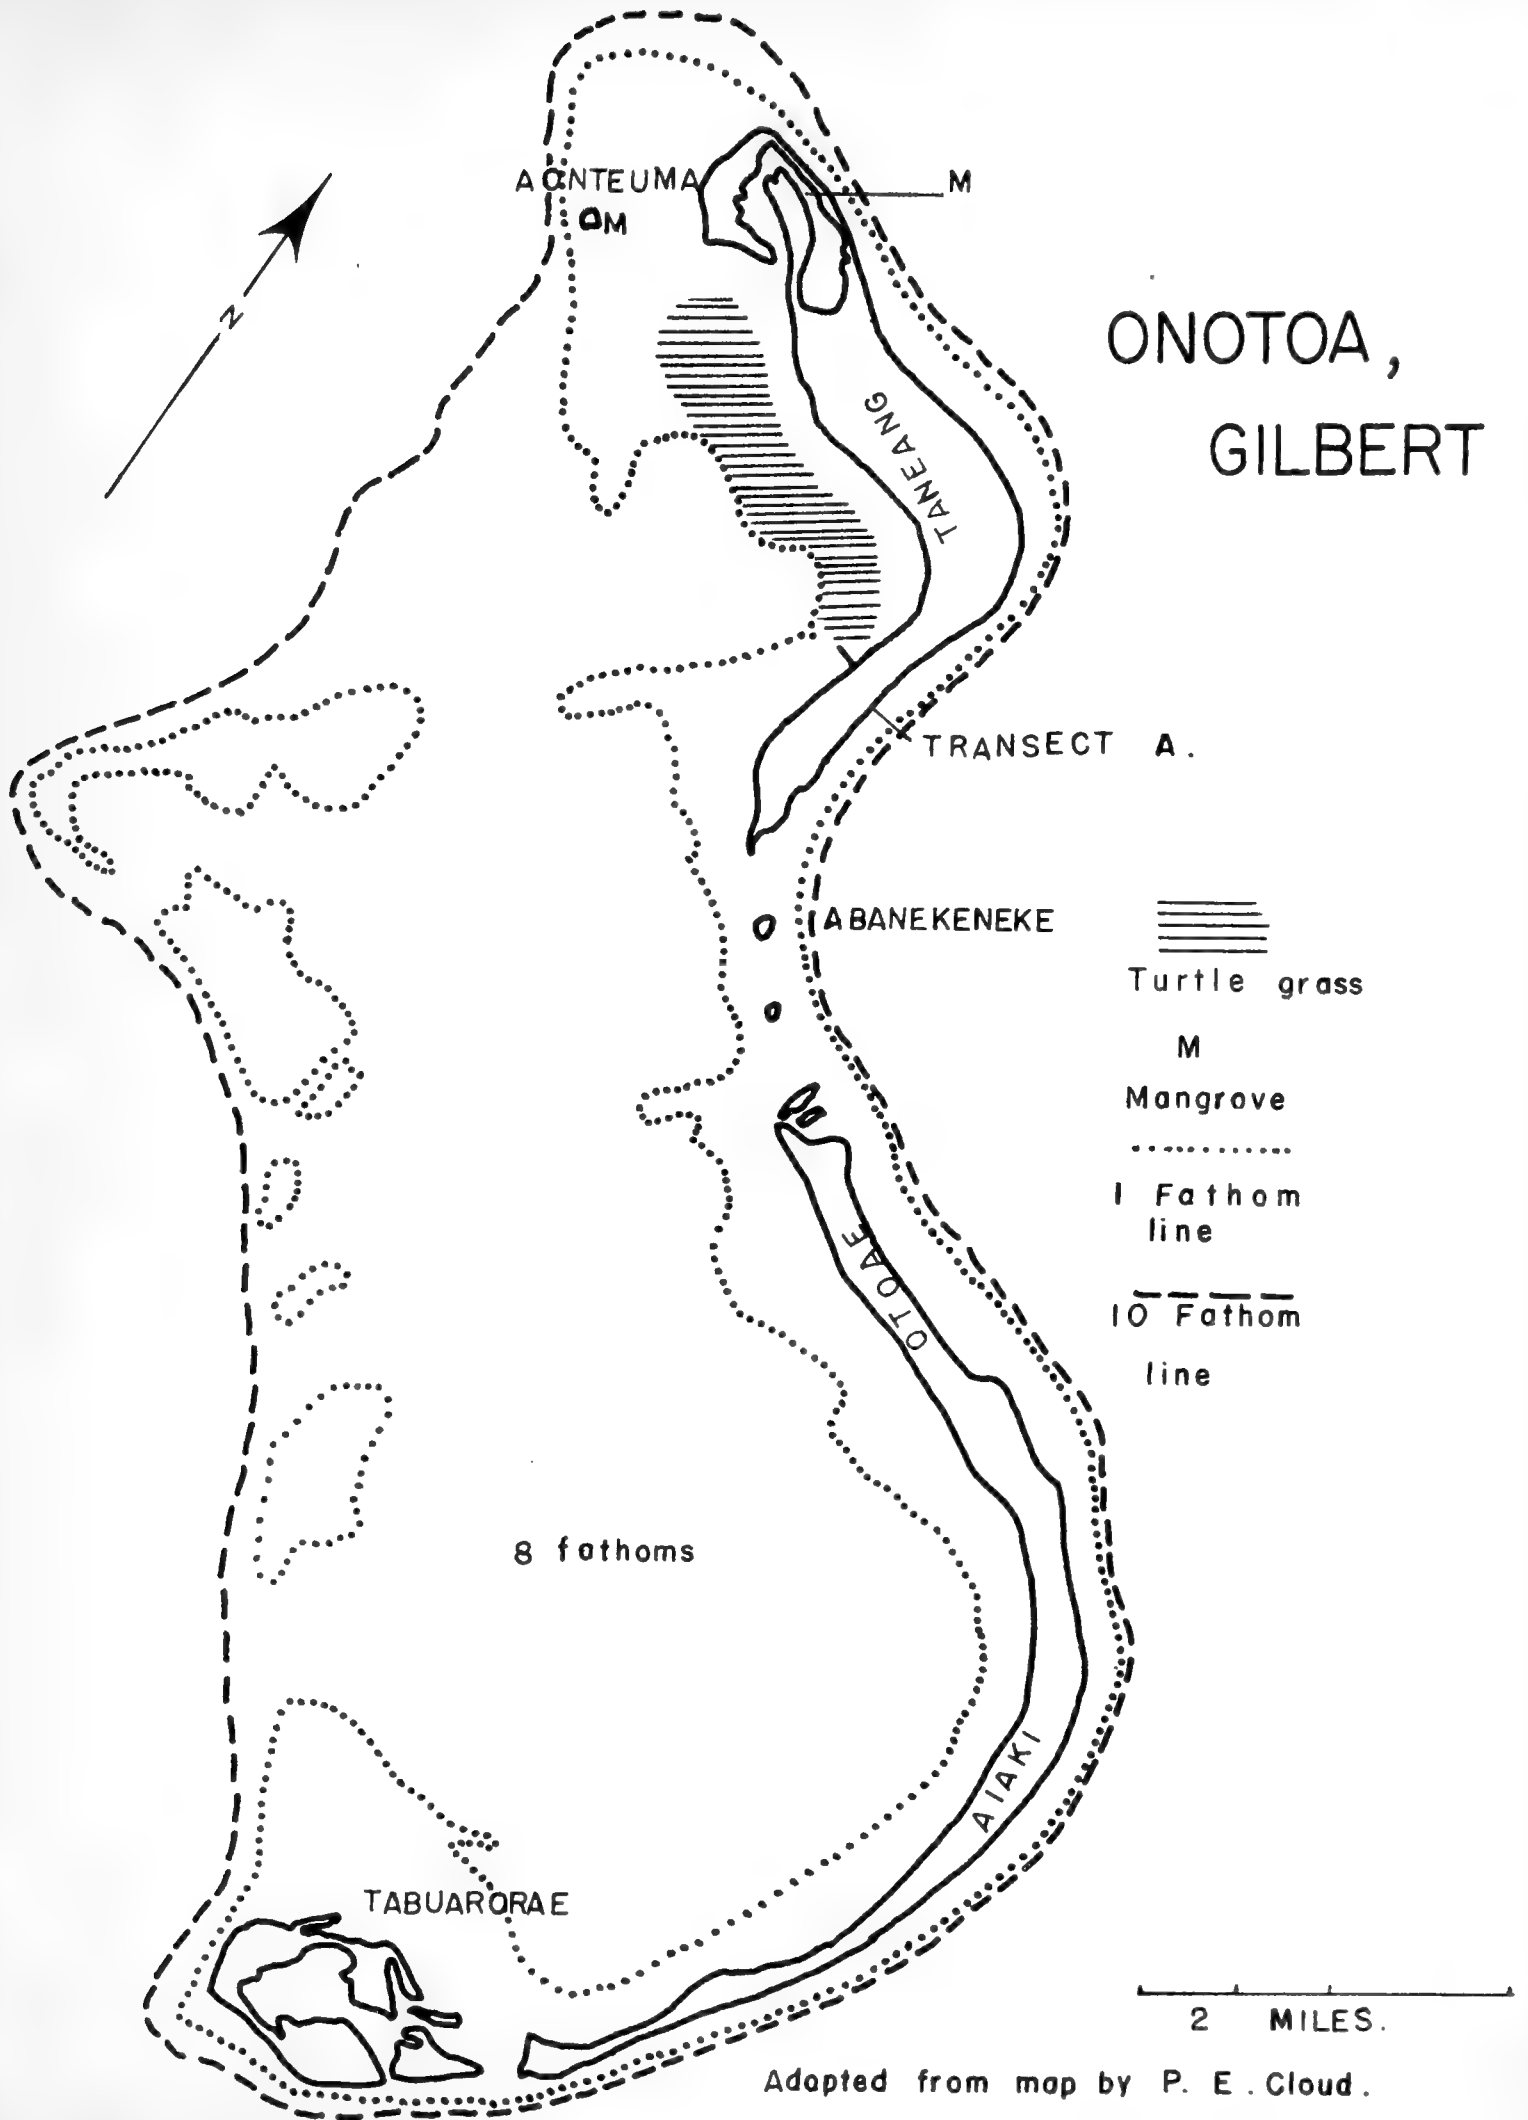 AONTEUMA
M
M
N
ONOTOA,
GILBERT
TANEANG
TRANSECT A.
ABANEKENEKE
Turtle grass
M
Mangrove
1 Fathom
line
10 Fathom
line
OTOAE
8 fathoms
AIAKI
TABUARORAE
2 MILES.
Adapted from map by P. E. Cloud.